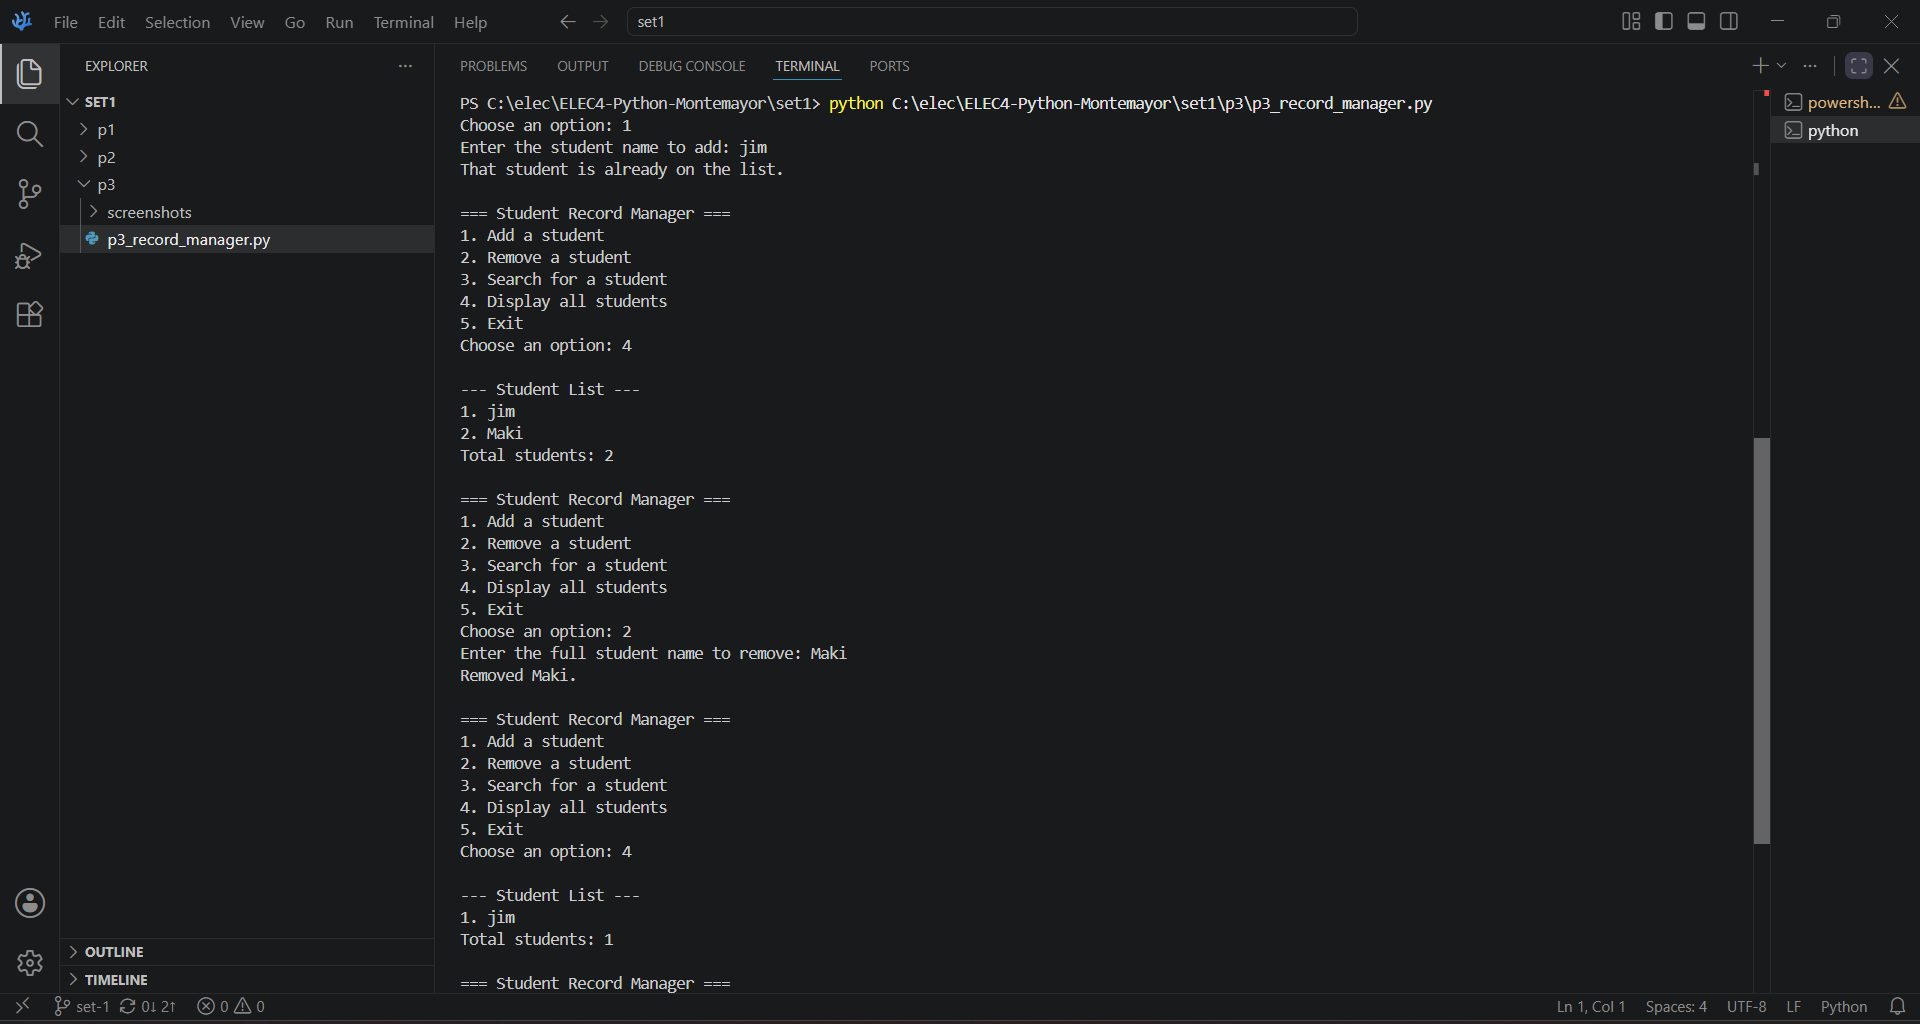 File Edit Selection View Go Run Terminal Help
set1
EXPLORER
SET1
p1
p2
p3
screenshots
p3_record_manager.py
OUTLINE
TIMELINE
PROBLEMS OUTPUT DEBUG CONSOLE TERMINAL PORTS
PS C:\elec\ELEC4-Python-Montemayor\set1> python C:\elec\ELEC4-Python-Montemayor\set1\p3\p3_record_manager.py
Choose an option: 1
Enter the student name to add: jim
That student is already on the list.
=== Student Record Manager ===
1. Add a student
2. Remove a student
3. Search for a student
4. Display all students
5. Exit
Choose an option: 4
--- Student List ---
1. jim
2. Maki
Total students: 2
=== Student Record Manager ===
1. Add a student
2. Remove a student
3. Search for a student
4. Display all students
5. Exit
Choose an option: 2
Enter the full student name to remove: Maki
Removed Maki.
=== Student Record Manager ===
1. Add a student
2. Remove a student
3. Search for a student
4. Display all students
5. Exit
Choose an option: 4
--- Student List ---
1. jim
Total students: 1
=== Student Record Manager ===
powersh...
python
set-1 0↓ 2↑ 0 0
Ln 1, Col 1 Spaces: 4 UTF-8 LF Python